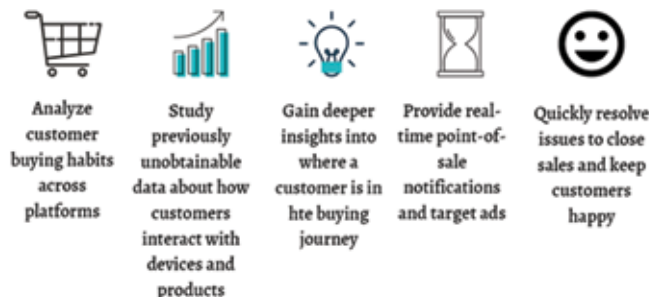 Analyze
customer
buying habits
across
platforms
Study
previously
unobtainable
data about how
customers
interact with
devices and
products
Gain deeper
insights into
where a
customer is in
hte buying
journey
Provide real-
time point-of-
sale
notifications
and target ads
Quickly resolve
issues to close
sales and keep
customers
happy